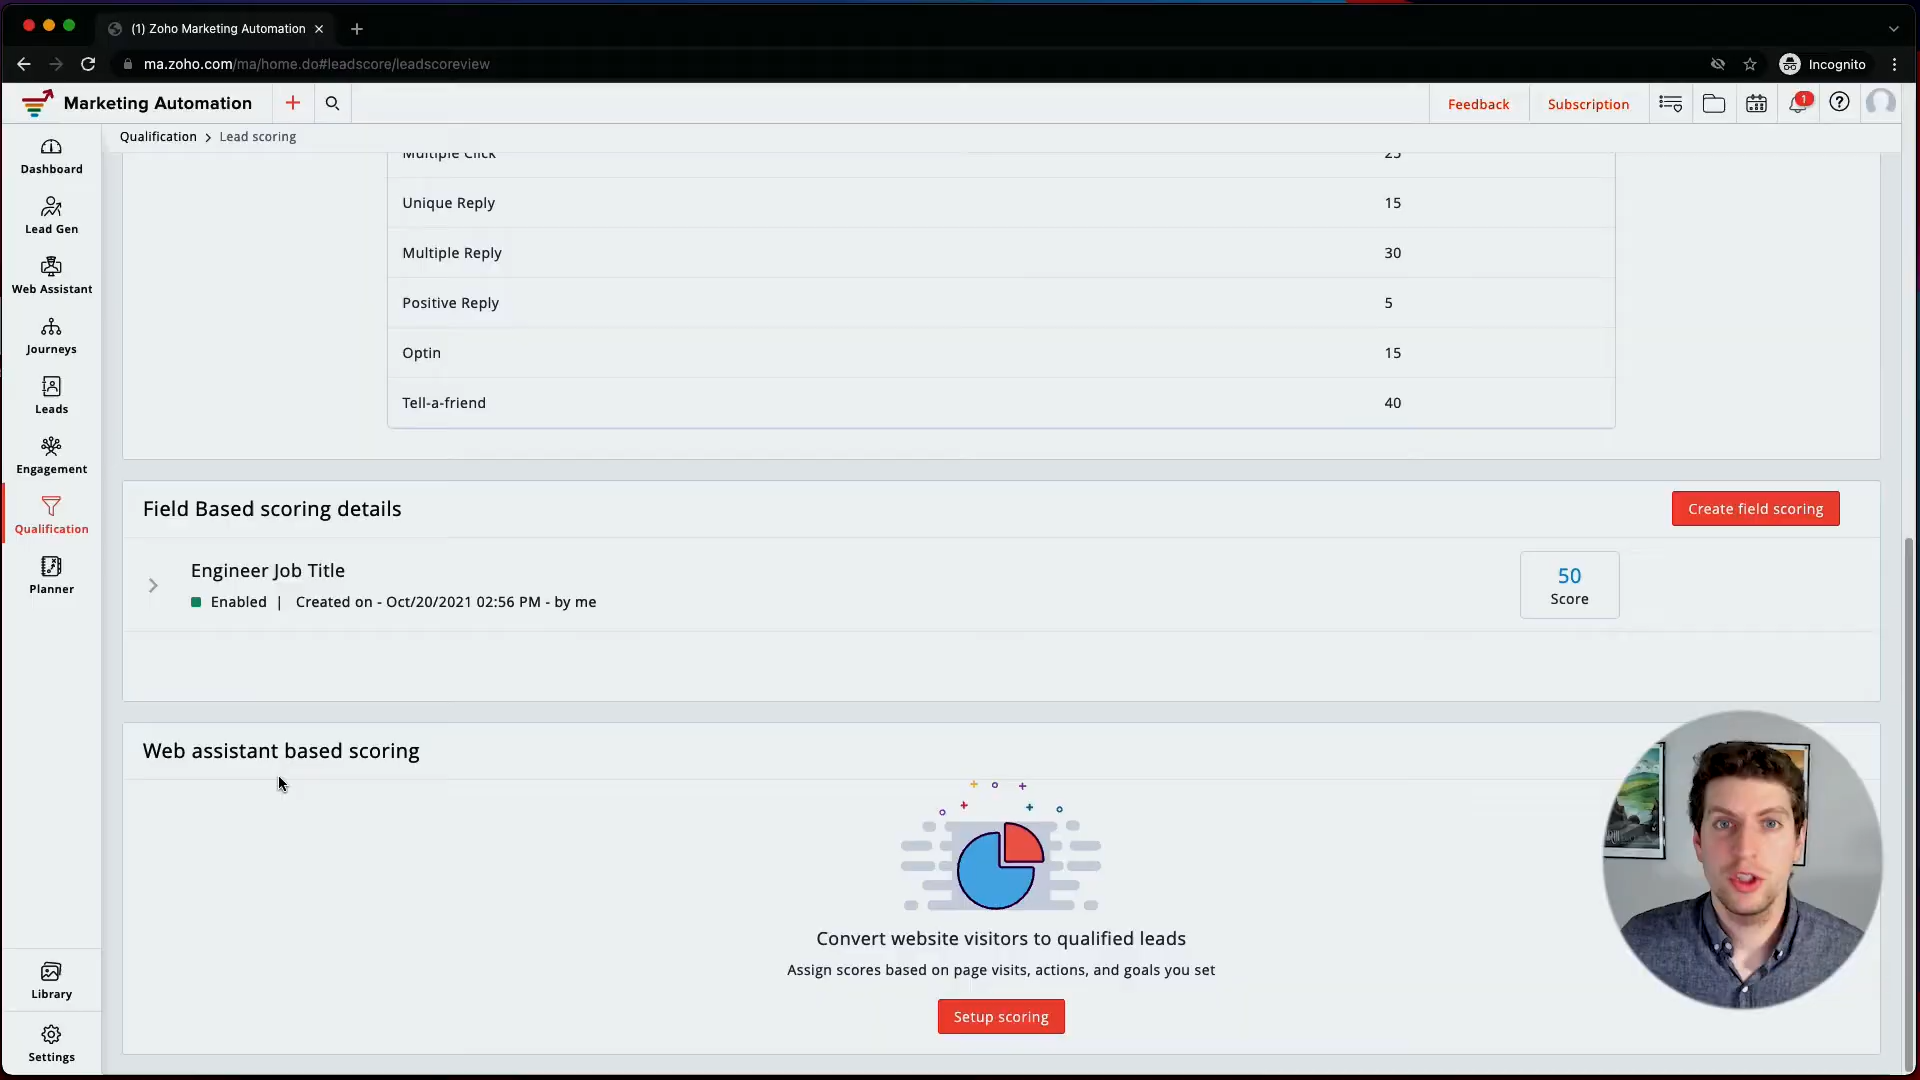 (1) Zoho Marketing Automation
ma.zoho.com/ma/home.do#leadscore/leadscoreview
Incognito
Marketing Automation
Feedback
Subscription
1
Qualification > Lead scoring
Dashboard
Lead Gen
Web Assistant
Journeys
Leads
Engagement
Qualification
Planner
Library
Settings
Multiple Click 25
Unique Reply 15
Multiple Reply 30
Positive Reply 5
Optin 15
Tell-a-friend 40
Field Based scoring details
Create field scoring
Engineer Job Title
Enabled | Created on - Oct/20/2021 02:56 PM - by me
50
Score
Web assistant based scoring
Convert website visitors to qualified leads
Assign scores based on page visits, actions, and goals you set
Setup scoring